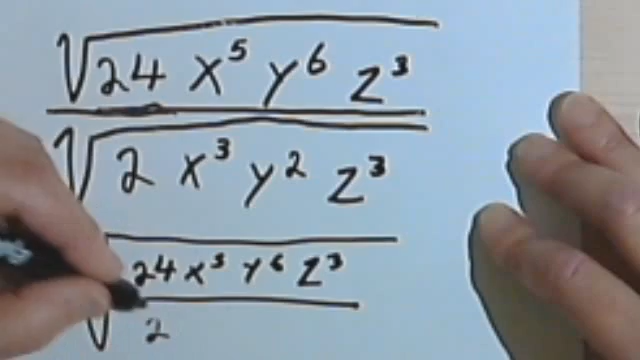 √24 x⁵ y⁶ z³
√2 x³ y² z³
√24 x⁵ y⁶ z³
2